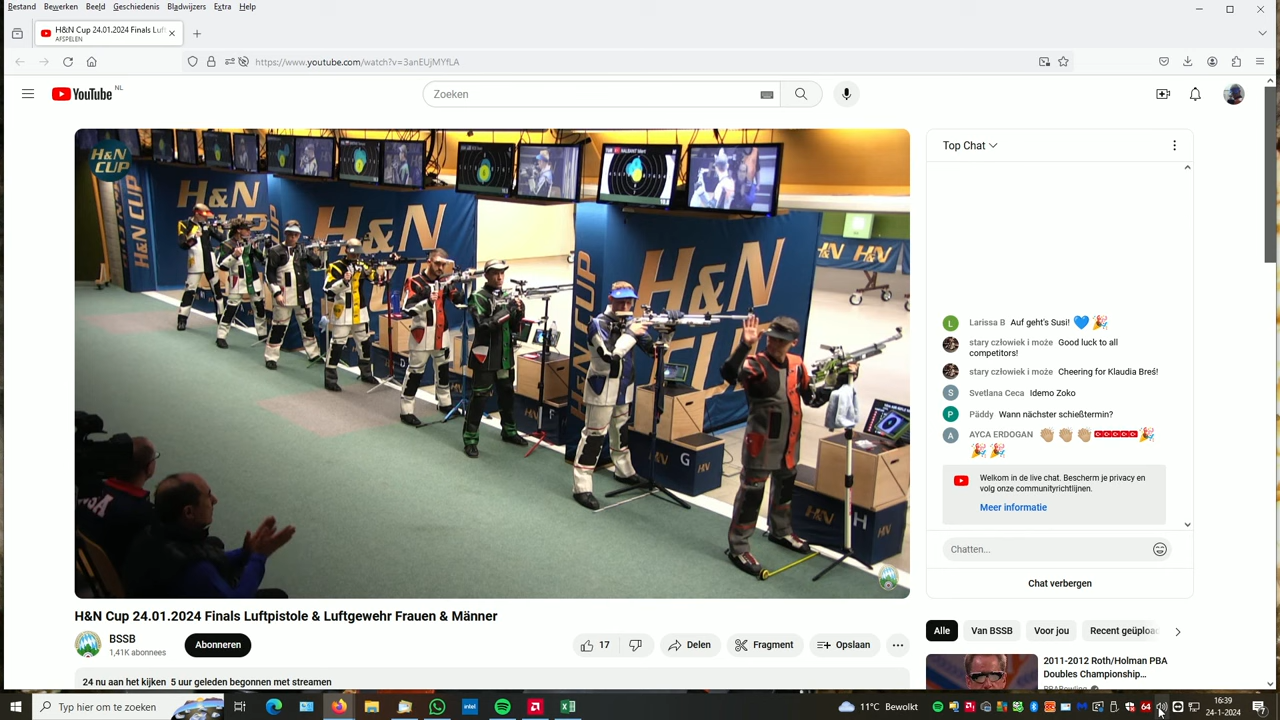 Bestand Bewerken Beeld Geschiedenis Bladwijzers Extra Help
H&N Cup 24.01.2024 Finals Luft
AFSPELEN
https://www.youtube.com/watch?v=3anEUjMYfLA
YouTube NL
Zoeken
H&N CUP
H&N CUP
H&N
H&N
H&N
H&N
H&N
G
H&N
H
Top Chat
Larissa B Auf geht's Susi! 💙 🎉
stary człowiek i może Good luck to all
competitors!
stary człowiek i może Cheering for Klaudia Breś!
Svetlana Ceca Idemo Zoko
Päddy Wann nächster schießtermin?
AYCA ERDOGAN 👏🏼 👏🏼 👏🏼 🇹🇷🇹🇷🇹🇷🇹🇷🇹🇷 🎉
🎉 🎉
Welkom in de live chat. Bescherm je privacy en
volg onze communityrichtlijnen.
Meer informatie
Chatten...
Chat verbergen
H&N Cup 24.01.2024 Finals Luftpistole & Luftgewehr Frauen & Männer
BSSB
1,41K abonnees
Abonneren
17
Delen
Fragment
Opslaan
24 nu aan het kijken 5 uur geleden begonnen met streamen
Alle Van BSSB Voor jou Recent geüploa
2011-2012 Roth/Holman PBA
Doubles Championship...
PBABowling
Typ hier om te zoeken
intel
11°C Bewolkt
64
16:39
24-1-2024